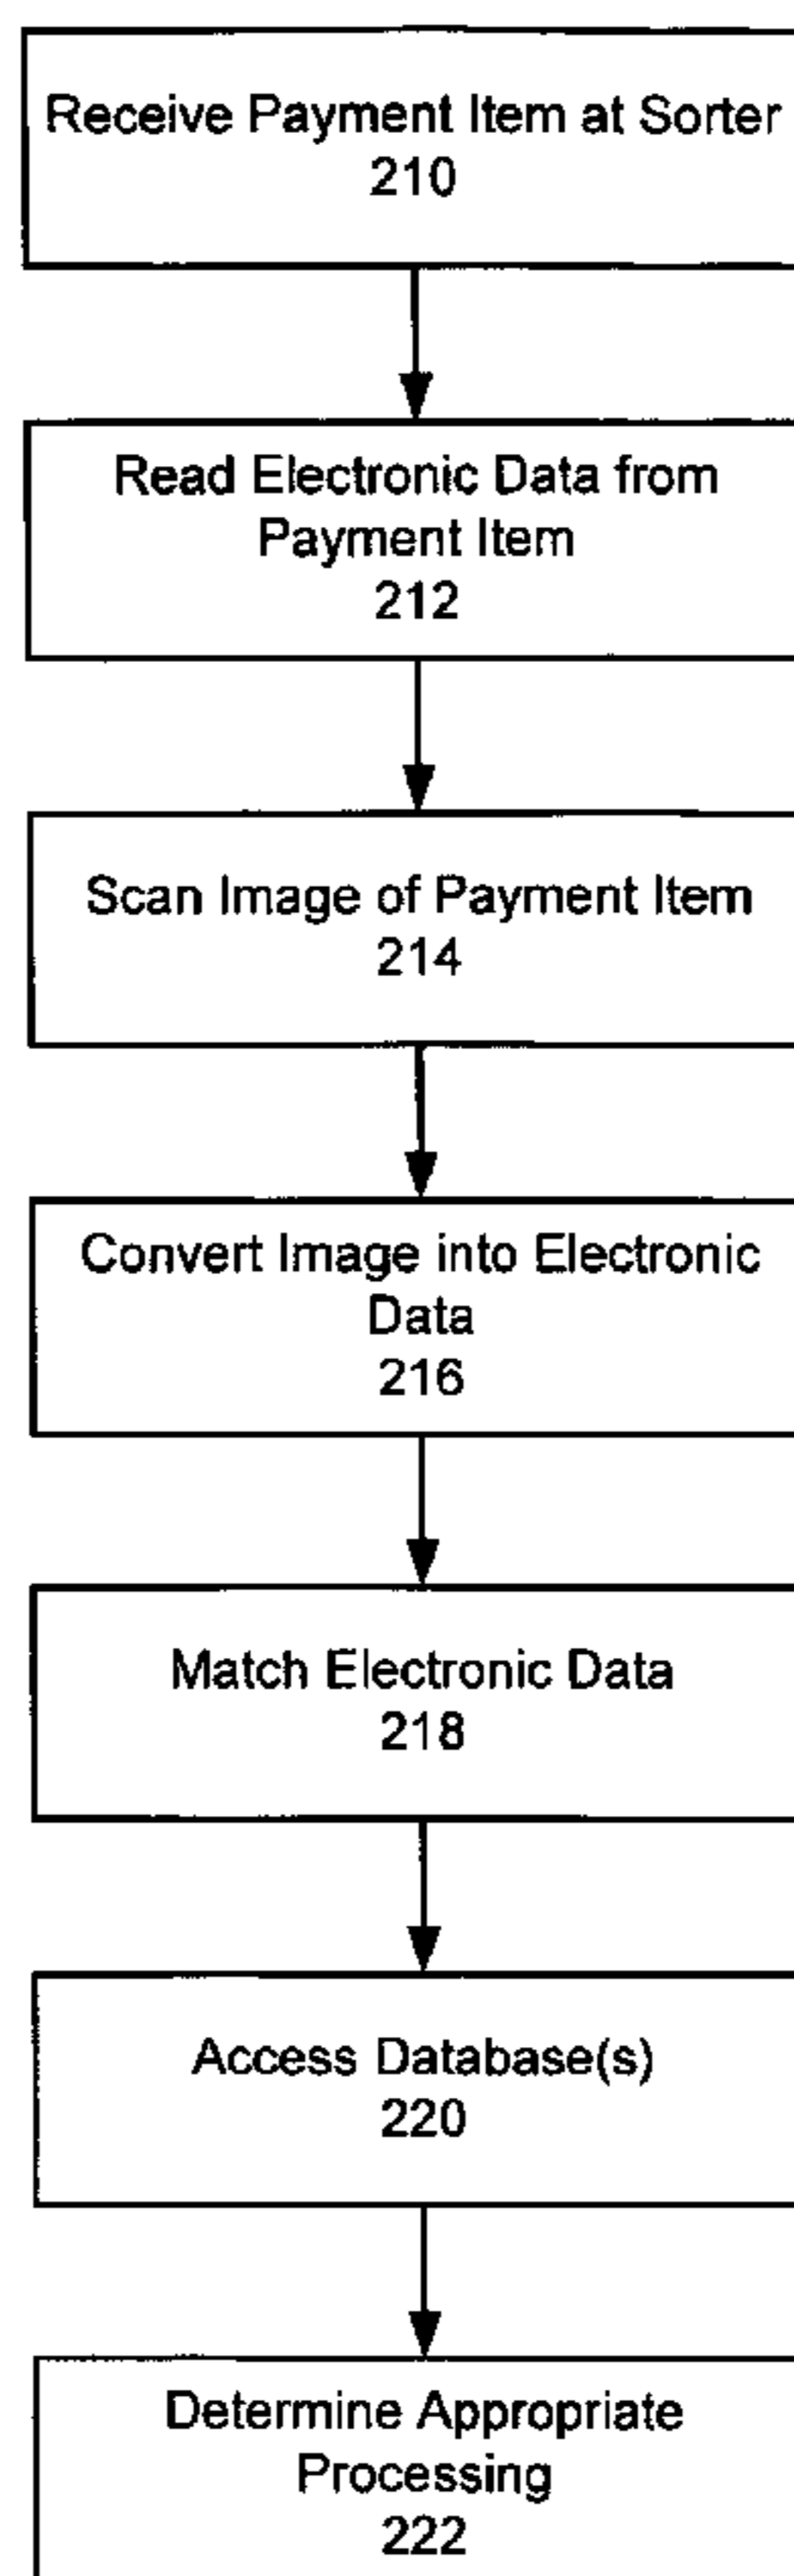 Receive Payment Item at Sorter
210
Read Electronic Data from
Payment Item
212
Scan Image of Payment Item
214
Convert Image into Electronic
Data
216
Match Electronic Data
218
Access Database(s)
220
Determine Appropriate
Processing
222